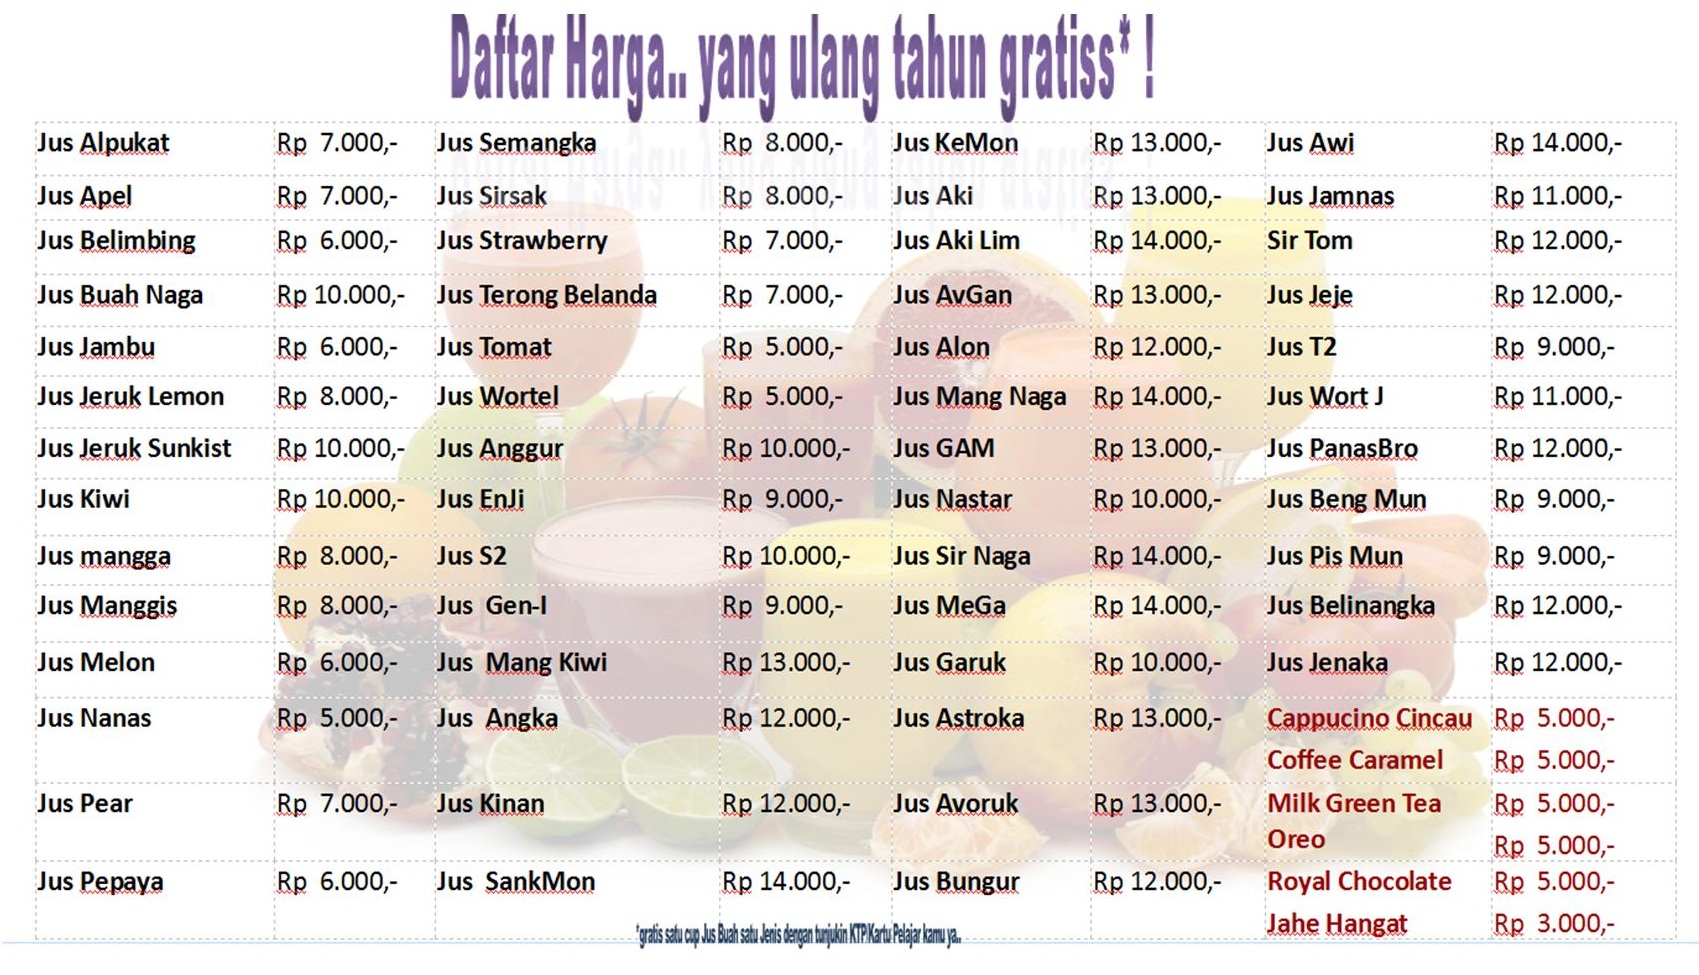 Daftar Harga.. yang ulang tahun gratiss* !
Jus Alpukat Rp 7.000,- Jus Semangka Rp 8.000,- Jus KeMon Rp 13.000,- Jus Awi Rp 14.000,-
Jus Apel Rp 7.000,- Jus Sirsak Rp 8.000,- Jus Aki Rp 13.000,- Jus Jamnas Rp 11.000,-
Jus Belimbing Rp 6.000,- Jus Strawberry Rp 7.000,- Jus Aki Lim Rp 14.000,- Sir Tom Rp 12.000,-
Jus Buah Naga Rp 10.000,- Jus Terong Belanda Rp 7.000,- Jus AvGan Rp 13.000,- Jus Jeje Rp 12.000,-
Jus Jambu Rp 6.000,- Jus Tomat Rp 5.000,- Jus Alon Rp 12.000,- Jus T2 Rp 9.000,-
Jus Jeruk Lemon Rp 8.000,- Jus Wortel Rp 5.000,- Jus Mang Naga Rp 14.000,- Jus Wort J Rp 11.000,-
Jus Jeruk Sunkist Rp 10.000,- Jus Anggur Rp 10.000,- Jus GAM Rp 13.000,- Jus PanasBro Rp 12.000,-
Jus Kiwi Rp 10.000,- Jus EnJi Rp 9.000,- Jus Nastar Rp 10.000,- Jus Beng Mun Rp 9.000,-
Jus mangga Rp 8.000,- Jus S2 Rp 10.000,- Jus Sir Naga Rp 14.000,- Jus Pis Mun Rp 9.000,-
Jus Manggis Rp 8.000,- Jus Gen-I Rp 9.000,- Jus MeGa Rp 14.000,- Jus Belinangka Rp 12.000,-
Jus Melon Rp 6.000,- Jus Mang Kiwi Rp 13.000,- Jus Garuk Rp 10.000,- Jus Jenaka Rp 12.000,-
Jus Nanas Rp 5.000,- Jus Angka Rp 12.000,- Jus Astroka Rp 13.000,- Cappucino Cincau Rp 5.000,-
Coffee Caramel Rp 5.000,-
Jus Pear Rp 7.000,- Jus Kinan Rp 12.000,- Jus Avoruk Rp 13.000,- Milk Green Tea Rp 5.000,-
Oreo Rp 5.000,-
Jus Pepaya Rp 6.000,- Jus SankMon Rp 14.000,- Jus Bungur Rp 12.000,- Royal Chocolate Rp 5.000,-
Jahe Hangat Rp 3.000,-
*gratis satu cup Jus Buah satu Jenis dengan tunjukin KTP/Kartu Pelajar kamu ya..